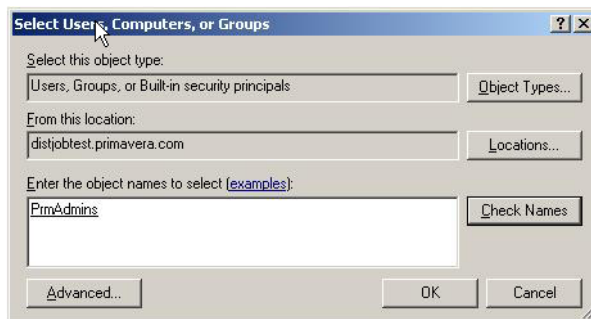 Select Users, Computers, or Groups
Select this object type:
Users, Groups, or Built-in security principals
Object Types...
From this location:
distjobtest.primavera.com
Locations...
Enter the object names to select (examples):
PrmAdmins
Check Names
Advanced...
OK
Cancel